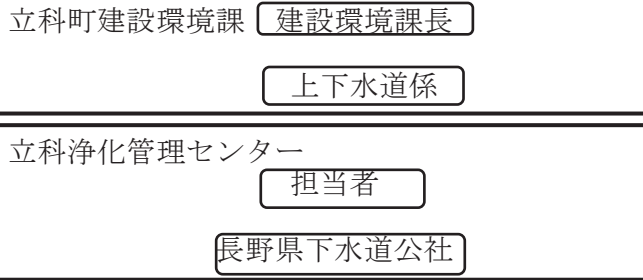 立科町建設環境課 建設環境課長
上下水道係
立科浄化管理センター
担当者
長野県下水道公社